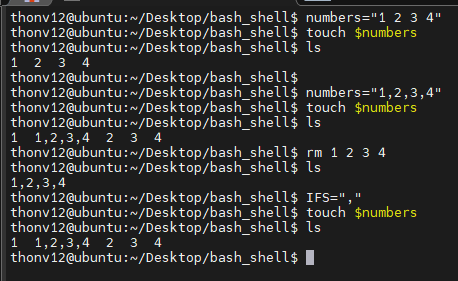 thonv12@ubuntu:~/Desktop/bash_shell$ numbers="1 2 3 4"
thonv12@ubuntu:~/Desktop/bash_shell$ touch $numbers
thonv12@ubuntu:~/Desktop/bash_shell$ ls
1  2  3  4
thonv12@ubuntu:~/Desktop/bash_shell$
thonv12@ubuntu:~/Desktop/bash_shell$ numbers="1,2,3,4"
thonv12@ubuntu:~/Desktop/bash_shell$ touch $numbers
thonv12@ubuntu:~/Desktop/bash_shell$ ls
1  1,2,3,4  2  3  4
thonv12@ubuntu:~/Desktop/bash_shell$ rm 1 2 3 4
thonv12@ubuntu:~/Desktop/bash_shell$ ls
1,2,3,4
thonv12@ubuntu:~/Desktop/bash_shell$ IFS=","
thonv12@ubuntu:~/Desktop/bash_shell$ touch $numbers
thonv12@ubuntu:~/Desktop/bash_shell$ ls
1  1,2,3,4  2  3  4
thonv12@ubuntu:~/Desktop/bash_shell$